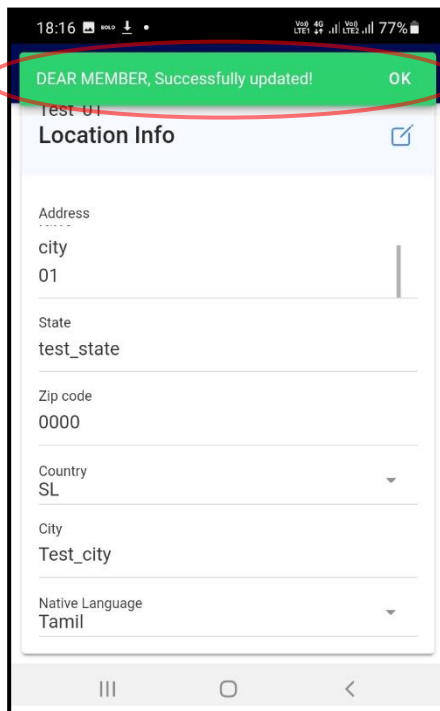 18:16 77%
DEAR MEMBER, Successfully updated! OK
Test_01
Location Info
Address
city
01
State
test_state
Zip code
0000
Country
SL
City
Test_city
Native Language
Tamil